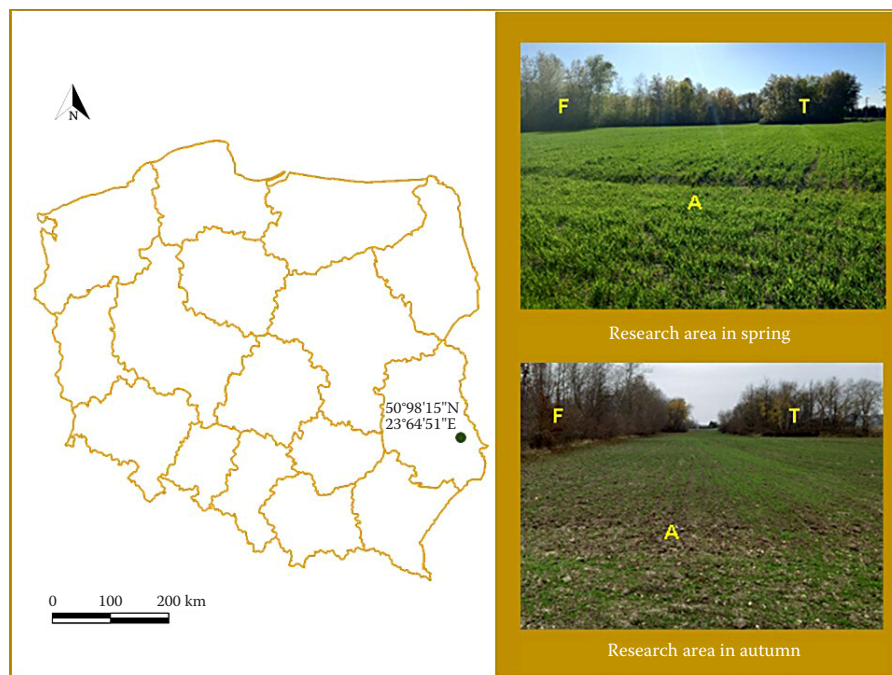 N
50°98'15"N
23°64'51"E
0 100 200 km
F
T
A
Research area in spring
F
T
A
Research area in autumn